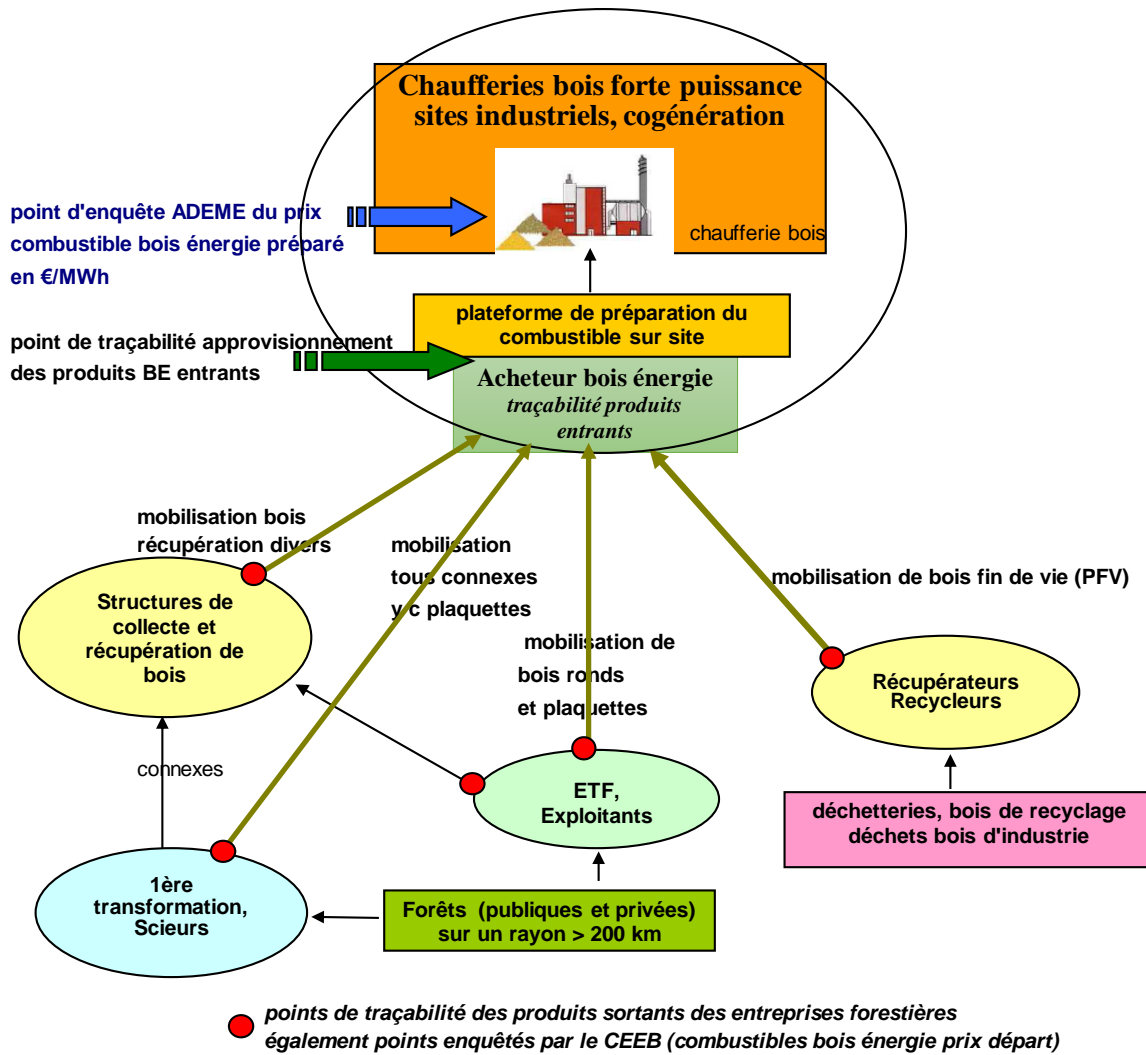 Chaufferies bois forte puissance
sites industriels, cogénération
point d'enquête ADEME du prix
combustible bois énergie préparé
en €/MWh
chaufferie bois
plateforme de préparation du
combustible sur site
point de traçabilité approvisionnement
des produits BE entrants
Acheteur bois énergie
traçabilité produits
entrants
mobilisation bois
récupération divers
mobilisation
tous connexes
y c plaquettes
mobilisation de bois fin de vie (PFV)
Structures de
collecte et
récupération de
bois
mobilisation de
bois ronds
et plaquettes
Récupérateurs
Recycleurs
connexes
ETF,
Exploitants
déchetteries, bois de recyclage
déchets bois d'industrie
1ère
transformation,
Scieurs
Forêts (publiques et privées)
sur un rayon > 200 km
points de traçabilité des produits sortants des entreprises forestières
également points enquêtés par le CEEB (combustibles bois énergie prix départ)